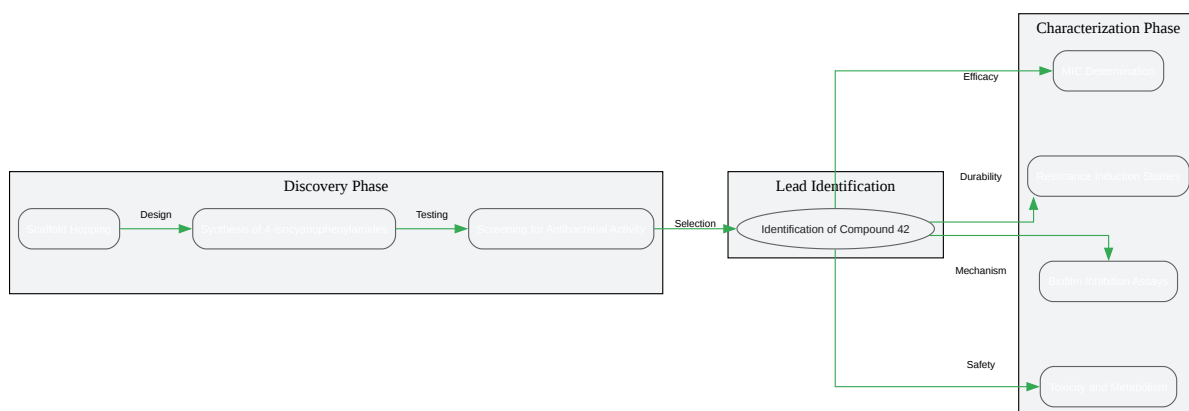 Characterization Phase
MIC Determination
Efficacy
Resistance Induction Studies
Durability
Discovery Phase
Lead Identification
Scaffold Hopping
Design
Synthesis of 4-isocyanophenylamides
Testing
Screening for Antibacterial Activity
Selection
Identification of Compound 42
Mechanism
Biofilm Inhibition Assays
Safety
Toxicity and Metabolism